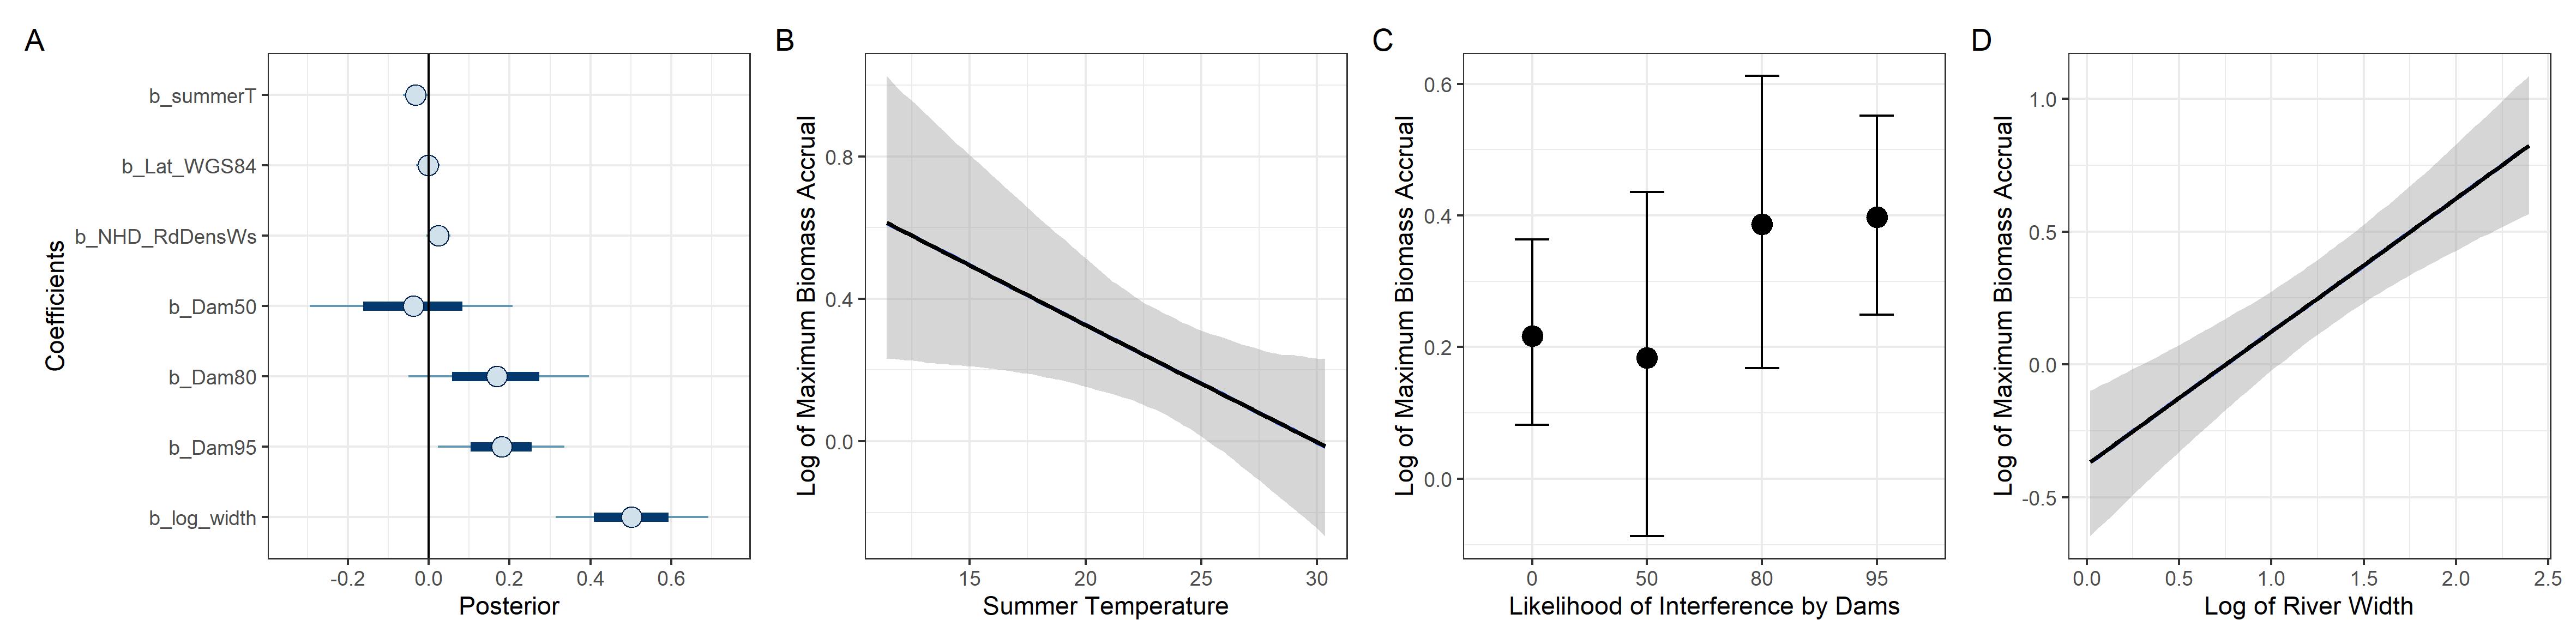 A
Coefficients
b_summerT
b_Lat_WGS84
b_NHD_RdDensWs
b_Dam50
b_Dam80
b_Dam95
b_log_width
-0.2 0.0 0.2 0.4 0.6
Posterior
B
Log of Maximum Biomass Accrual
0.8
0.4
0.0
15 20 25 30
Summer Temperature
C
Log of Maximum Biomass Accrual
0.6
0.4
0.2
0.0
0 50 80 95
Likelihood of Interference by Dams
D
Log of Maximum Biomass Accrual
1.0
0.5
0.0
-0.5
0.0 0.5 1.0 1.5 2.0 2.5
Log of River Width